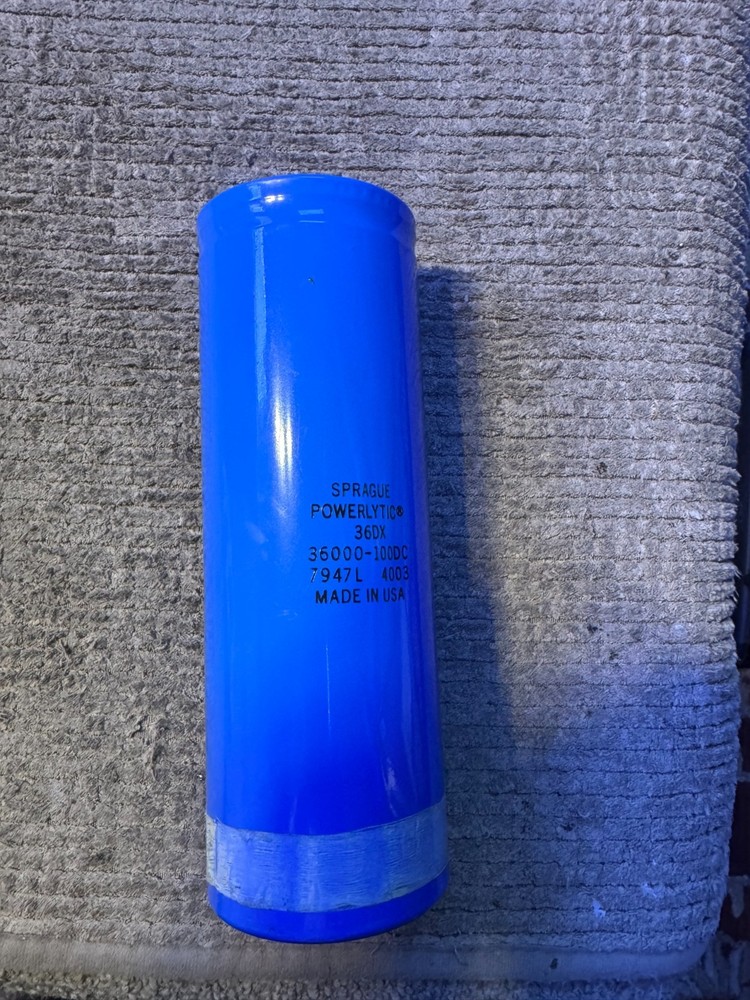 SPRAGUE
POWERLYTIC®
36DX
36000-100DC
7947L 4003
MADE IN USA